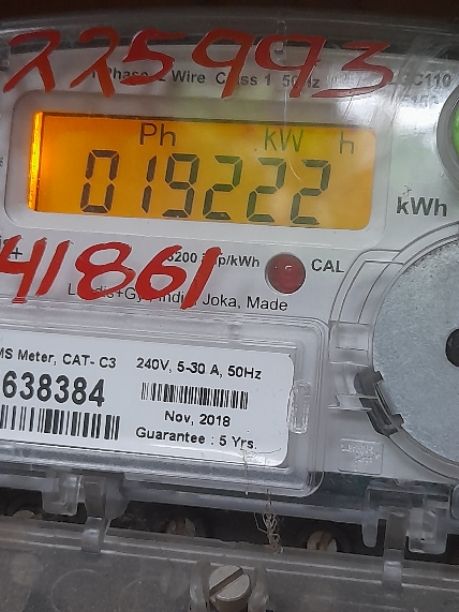 225993
Phase 2 Wire Class 1 50Hz
Ph kW h
019222
kWh
41861
3200 imp/kWh
CAL
Landis+Gyr, India, Joka, Made
MS Meter, CAT- C3
240V, 5-30 A, 50Hz
638384
Nov, 2018
Guarantee : 5 Yrs.